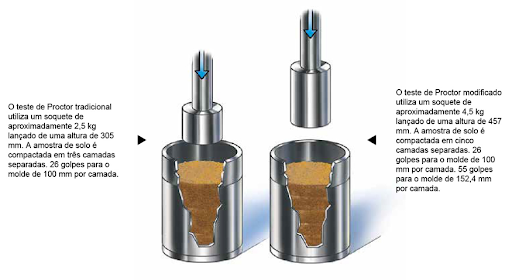 O teste de Proctor tradicional
utiliza um soquete de
aproximadamente 2,5 kg
lançado de uma altura de 305
mm. A amostra de solo é
compactada em três camadas
separadas. 26 golpes para o
molde de 100 mm por camada.
O teste de Proctor modificado
utiliza um soquete de
aproximadamente 4,5 kg
lançado de uma altura de 457
mm. A amostra de solo é
compactada em cinco
camadas separadas. 26
golpes para o molde de 100
mm por camada. 55 golpes
para o molde de 152,4 mm
por camada.